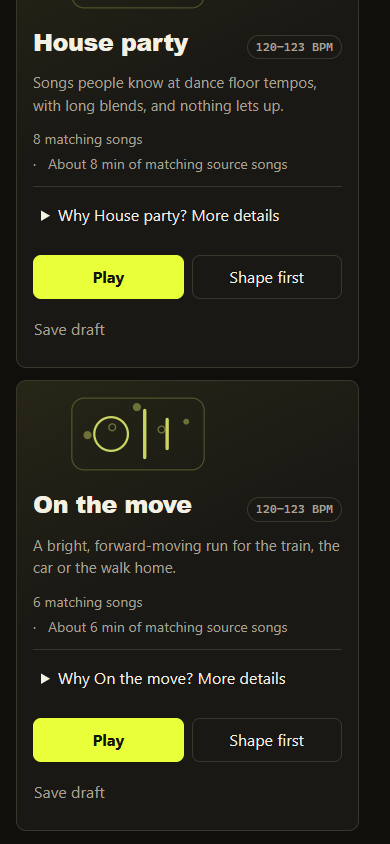 House party
120–123 BPM
Songs people know at dance floor tempos,
with long blends, and nothing lets up.
8 matching songs
· About 8 min of matching source songs
▶ Why House party? More details
Play
Shape first
Save draft
On the move
120–123 BPM
A bright, forward-moving run for the train, the
car or the walk home.
6 matching songs
· About 6 min of matching source songs
▶ Why On the move? More details
Play
Shape first
Save draft